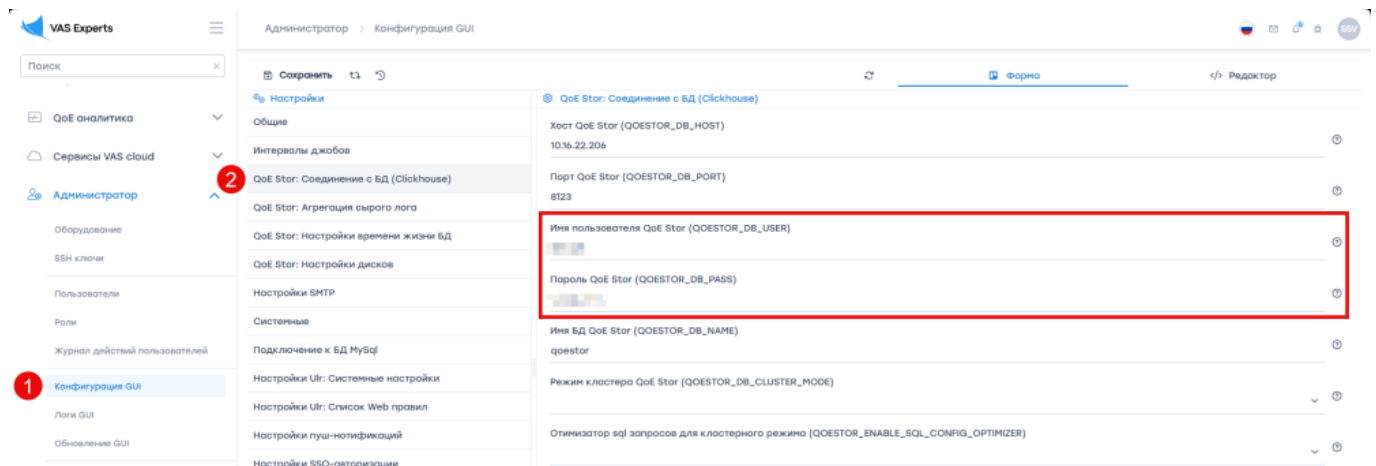 VAS Experts
Администратор > Конфигурация GUI
SSV
Поиск
Сохранить
Форма
</> Редактор
QoE аналитика
Сервисы VAS cloud
Администратор
Оборудование
SSH ключи
Пользователи
Роли
Журнал действий пользователей
1
Конфигурация GUI
Логи GUI
Обновление GUI
Настройки
Общие
Интервалы джобов
2
QoE Stor: Соединение с БД (Clickhouse)
QoE Stor: Агрегация сырого лога
QoE Stor: Настройки времени жизни БД
QoE Stor: Настройки дисков
Настройки SMTP
Системные
Подключение к БД MySql
Настройки Ulr: Системные настройки
Настройки Ulr: Список Web правил
Настройки пуш-нотификаций
Настройки SSO-авторизации
QoE Stor: Соединение с БД (Clickhouse)
Хост QoE Stor (QOESTOR_DB_HOST)
10.16.22.206
Порт QoE Stor (QOESTOR_DB_PORT)
8123
Имя пользователя QoE Stor (QOESTOR_DB_USER)
Пароль QoE Stor (QOESTOR_DB_PASS)
Имя БД QoE Stor (QOESTOR_DB_NAME)
qoestor
Режим кластера QoE Stor (QOESTOR_DB_CLUSTER_MODE)
Отимизатор sql запросов для кластерного режима (QOESTOR_ENABLE_SQL_CONFIG_OPTIMIZER)